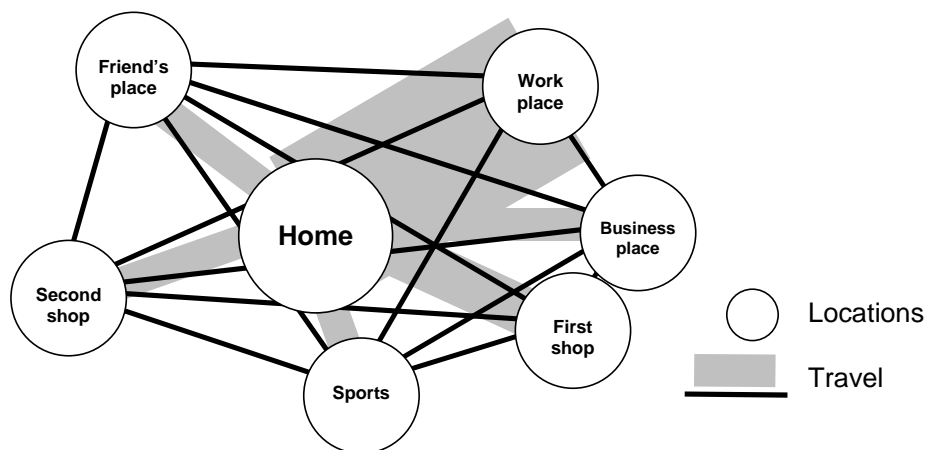 Friend's
place
Work
place
Home
Business
place
Second
shop
First
shop
Sports
Locations
Travel